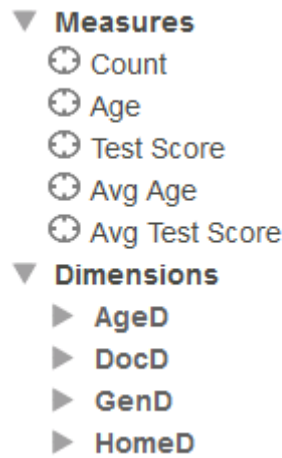 Measures
Count
Age
Test Score
Avg Age
Avg Test Score
Dimensions
AgeD
DocD
GenD
HomeD